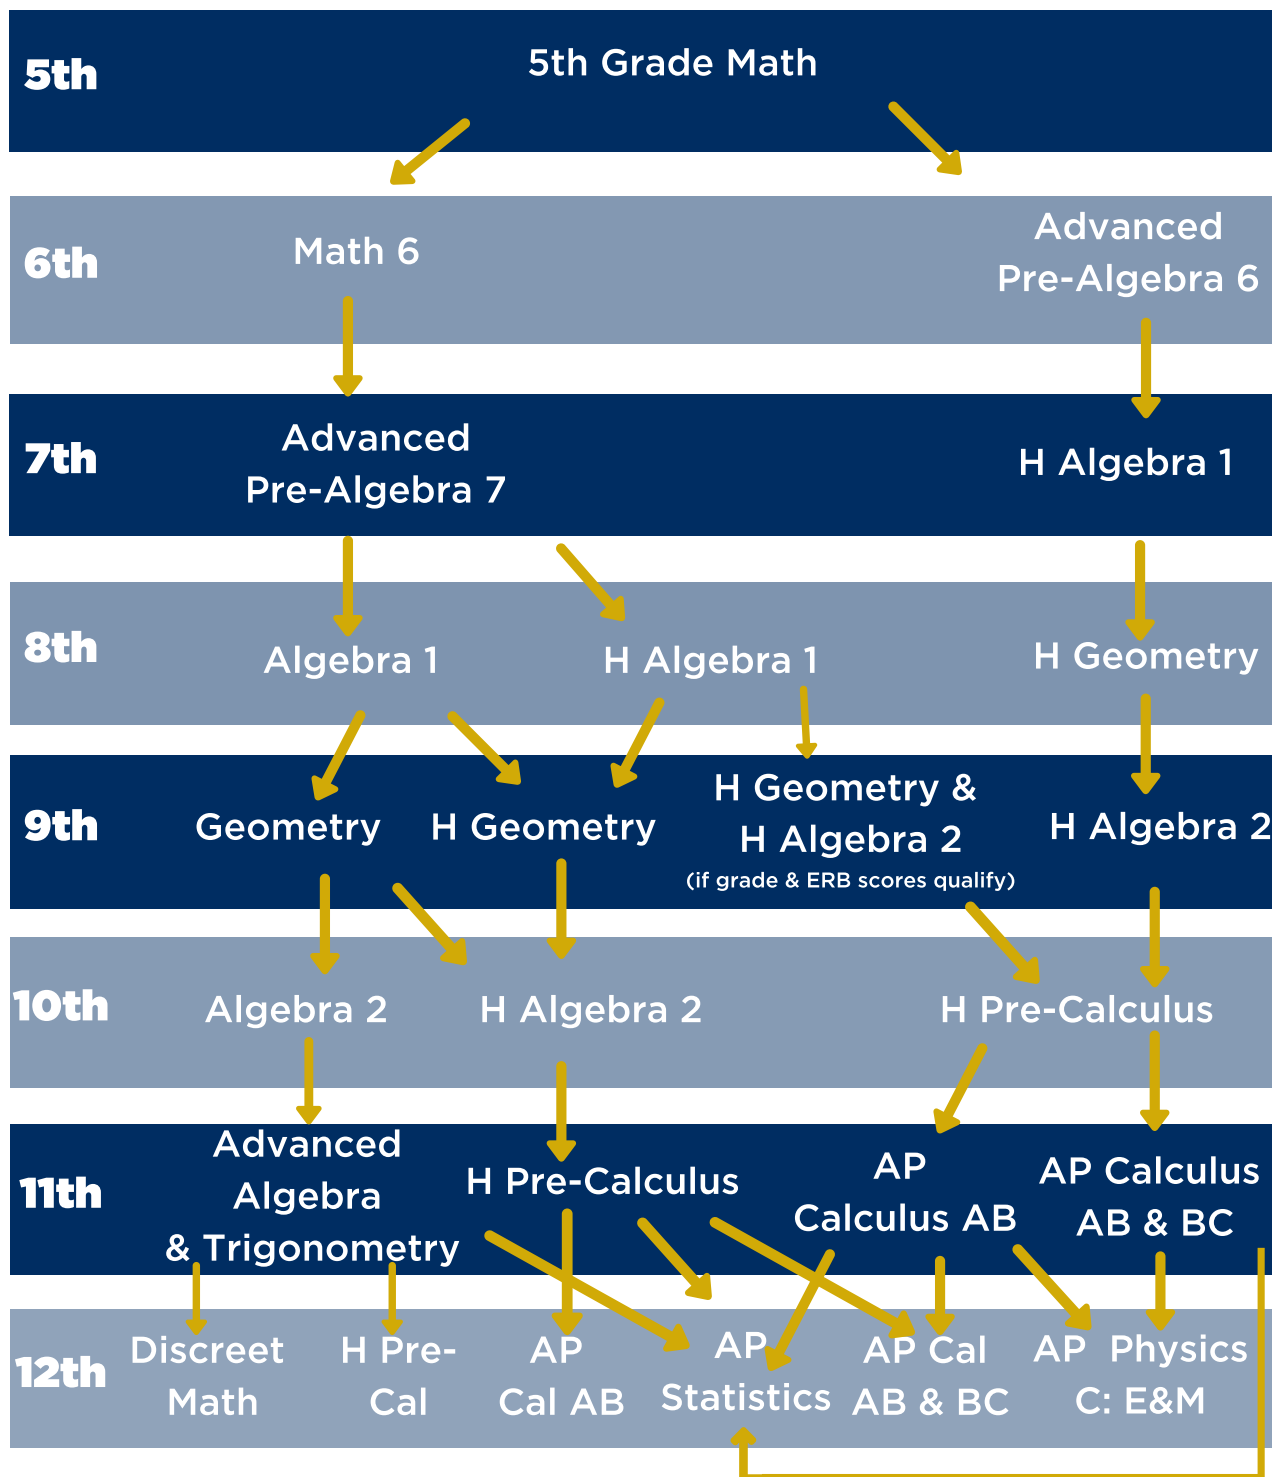 5th
5th Grade Math
6th
Math 6
Advanced
Pre-Algebra 6
7th
Advanced
Pre-Algebra 7
H Algebra 1
8th
Algebra 1
H Algebra 1
H Geometry
9th
Geometry
H Geometry
H Geometry &
H Algebra 2
(if grade & ERB scores qualify)
H Algebra 2
10th
Algebra 2
H Algebra 2
H Pre-Calculus
11th
Advanced
Algebra
& Trigonometry
H Pre-Calculus
AP
Calculus AB
AP Calculus
AB & BC
12th
Discreet
Math
H Pre-
Cal
AP
Cal AB
AP
Statistics
AP Cal
AB & BC
AP Physics
C: E&M